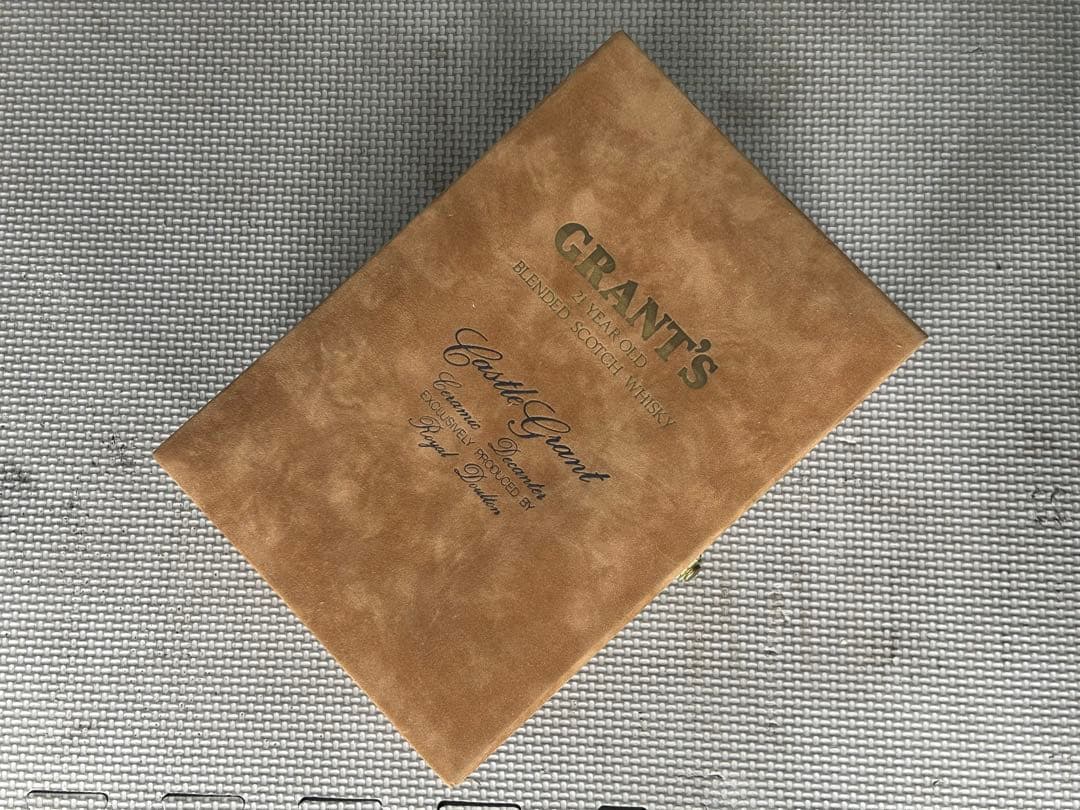 GRANT'S
21 YEAR OLD
BLENDED SCOTCH WHISKY
Castle Grant
Ceramic Decanter
EXCLUSIVELY PRODUCED BY
Royal Doulton